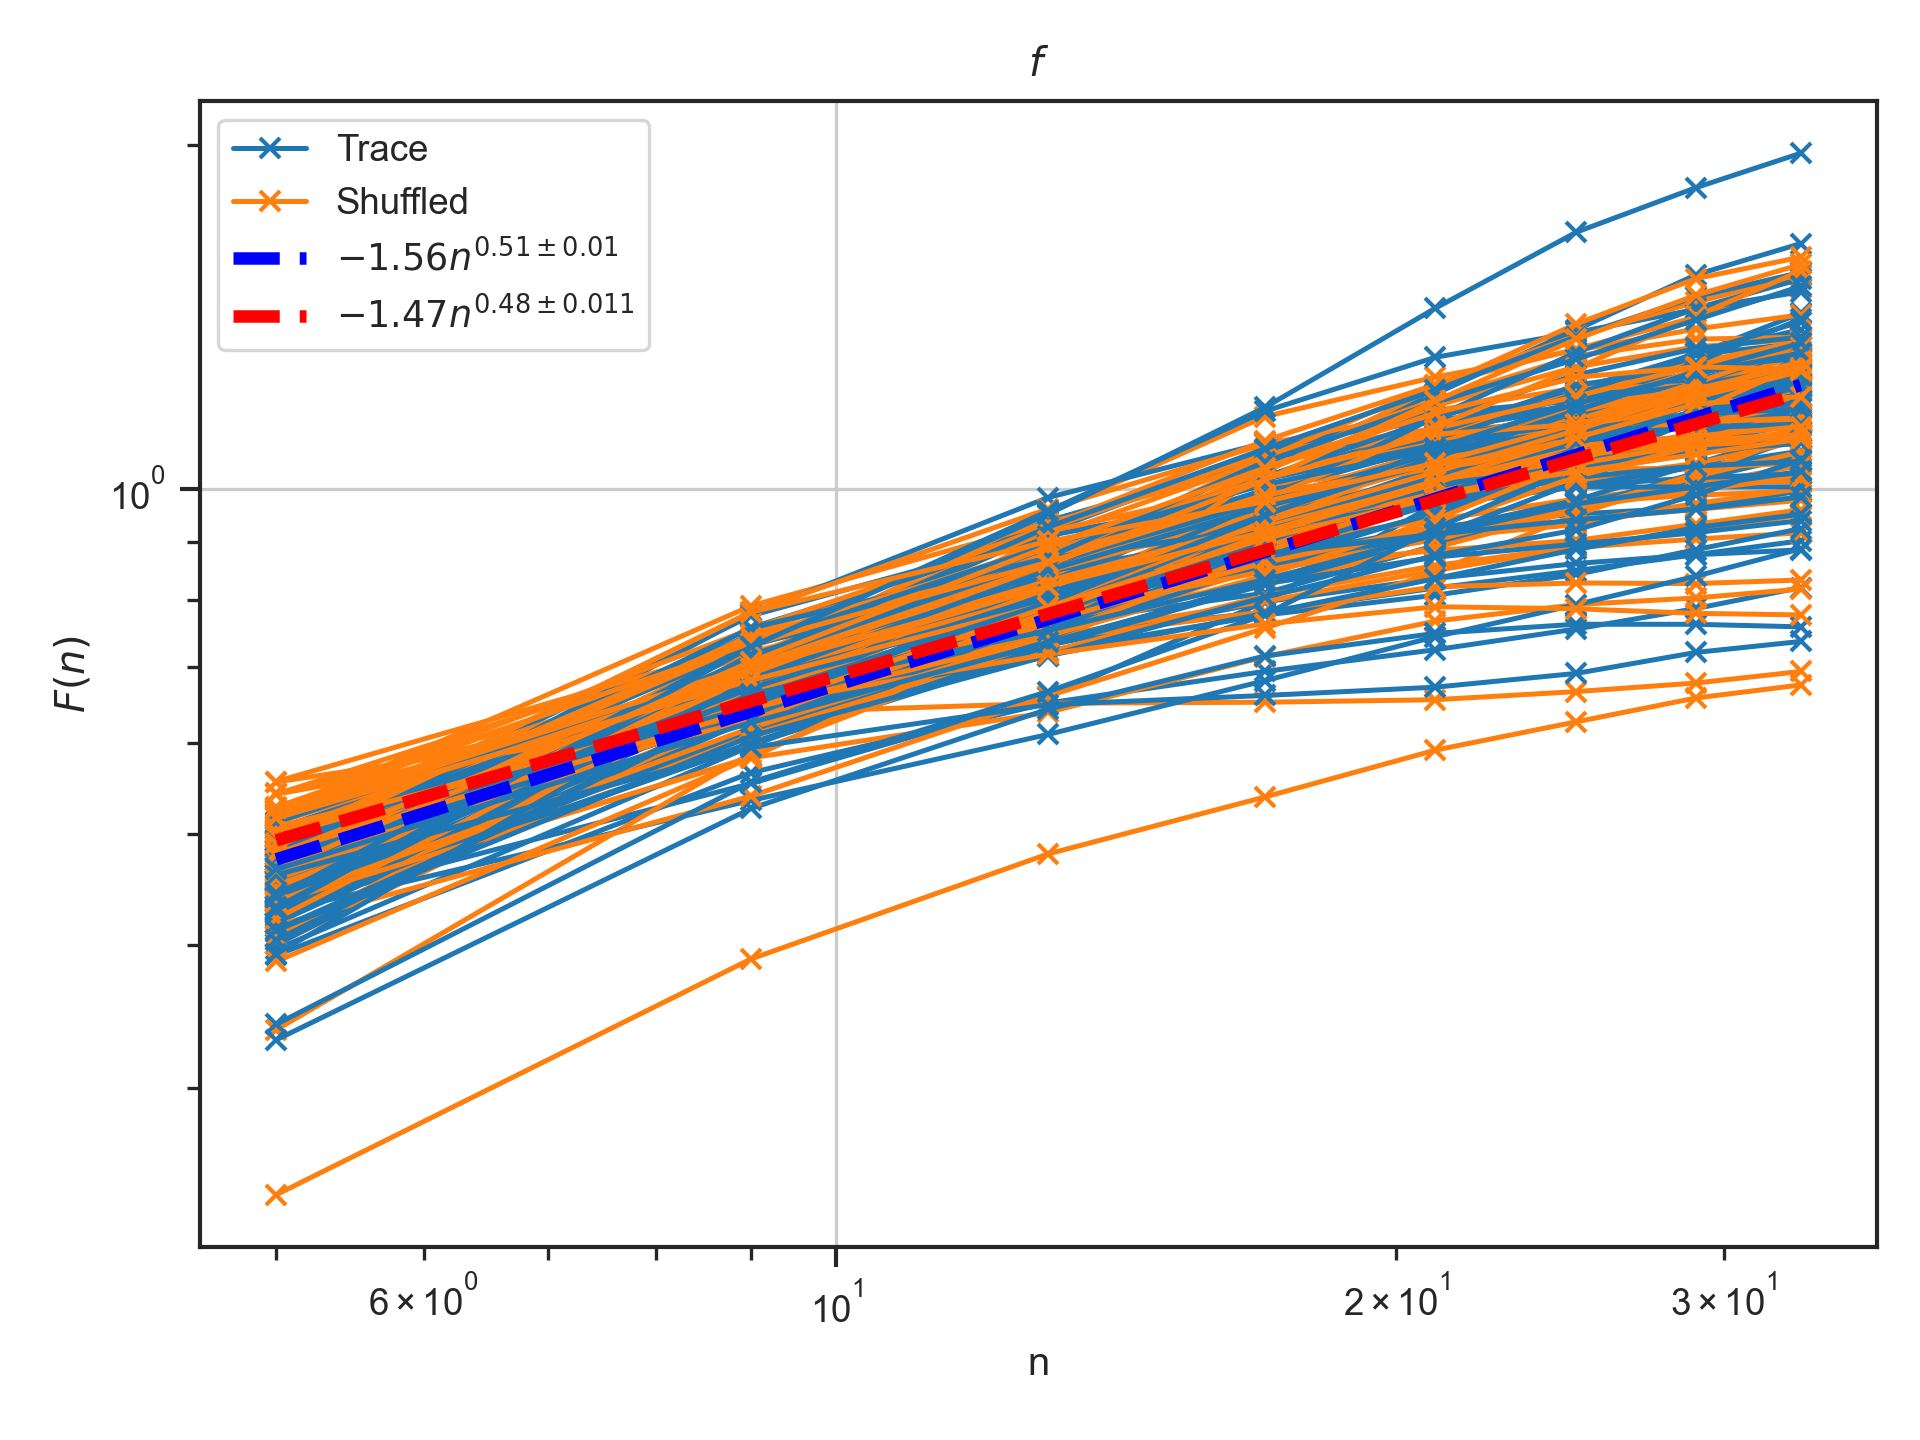 f
Trace
Shuffled
−1.56n^{0.51±0.01}
−1.47n^{0.48±0.011}
F(n)
10^0
6×10^0
10^1
2×10^1
3×10^1
n